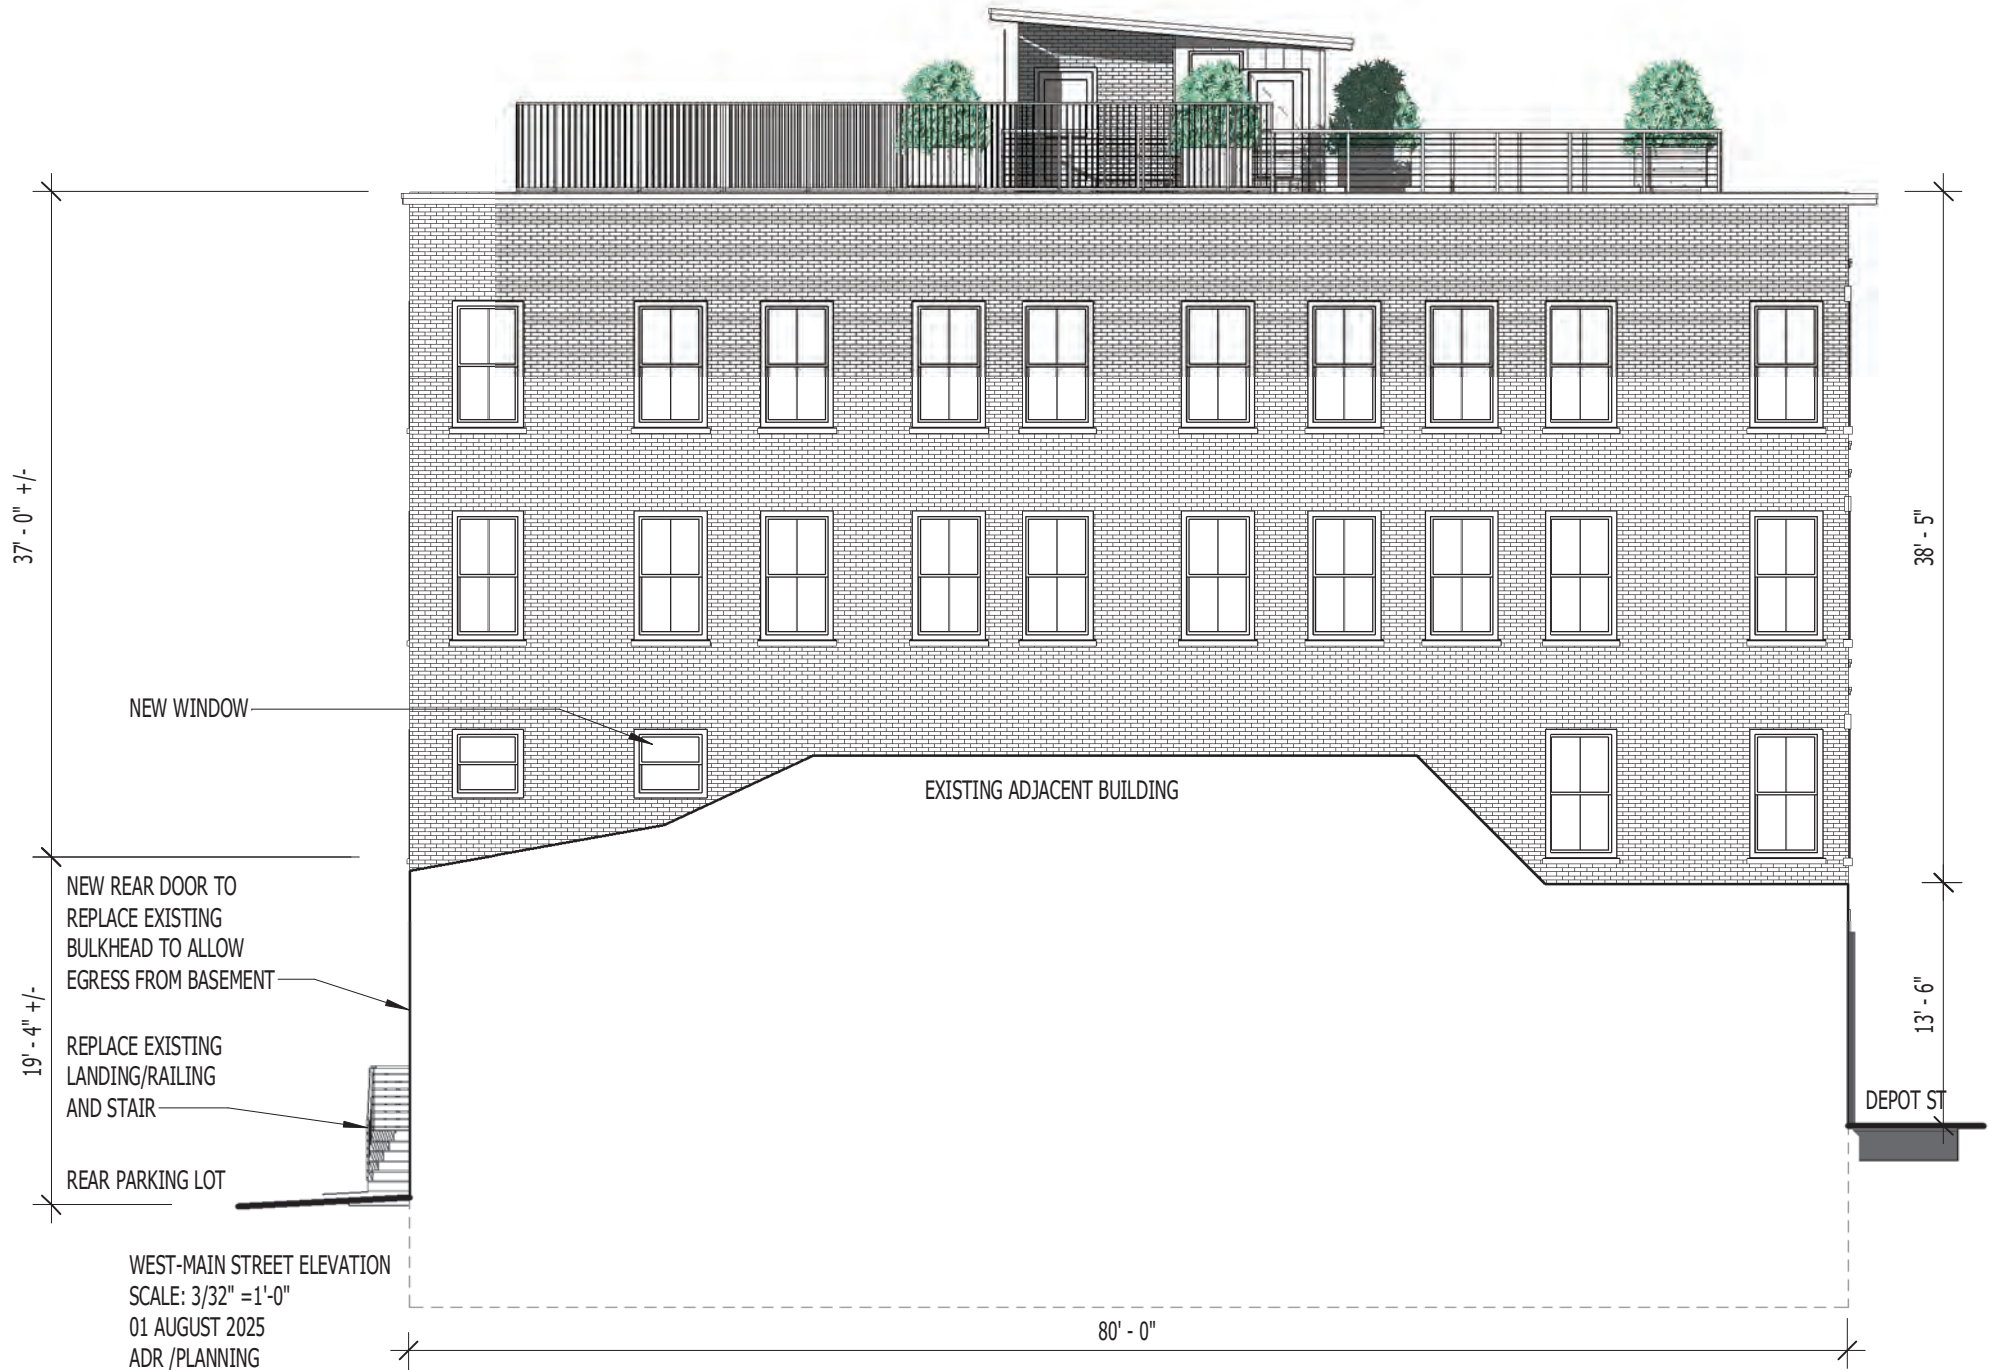 37' - 0" +/-
38' - 5"
NEW WINDOW
EXISTING ADJACENT BUILDING
NEW REAR DOOR TO
REPLACE EXISTING
BULKHEAD TO ALLOW
EGRESS FROM BASEMENT
19' - 4" +/-
13' - 6"
REPLACE EXISTING
LANDING/RAILING
AND STAIR
DEPOT ST
REAR PARKING LOT
WEST-MAIN STREET ELEVATION
SCALE: 3/32" =1'-0"
01 AUGUST 2025
ADR /PLANNING
80' - 0"